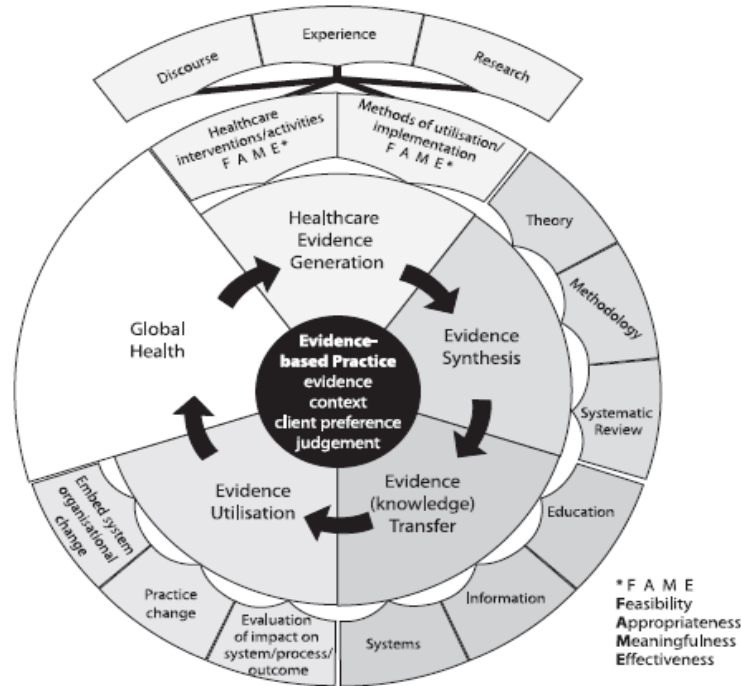 Discourse
Experience
Research
Healthcare
interventions/activities
F A M E*
Methods of utilisation/
implementation
F A M E*
Theory
Methodology
Systematic
Review
Education
Information
Systems
Evaluation
of impact on
system/process/
outcome
Practice
change
Embed system
organisational
change
Global
Health
Healthcare
Evidence
Generation
Evidence
Synthesis
Evidence
(knowledge)
Transfer
Evidence
Utilisation
Evidence-
based Practice
evidence
context
client preference
judgement
*F A M E
Feasibility
Appropriateness
Meaningfulness
Effectiveness